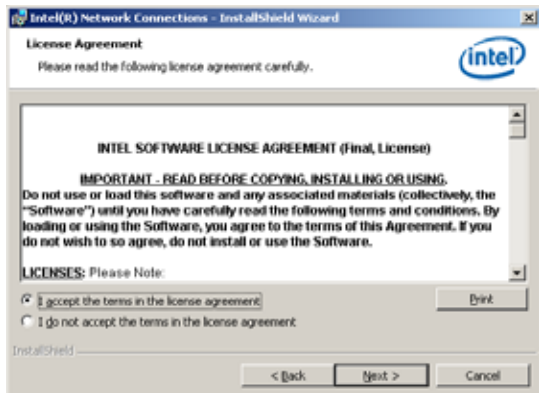 Intel(R) Network Connections - InstallShield Wizard
License Agreement
Please read the following license agreement carefully.
intel
INTEL SOFTWARE LICENSE AGREEMENT (Final, License)
IMPORTANT - READ BEFORE COPYING, INSTALLING OR USING.
Do not use or load this software and any associated materials (collectively, the
"Software") until you have carefully read the following terms and conditions. By
loading or using the Software, you agree to the terms of this Agreement. If you
do not wish to so agree, do not install or use the Software.
LICENSES: Please Note:
I accept the terms in the license agreement
Print
I do not accept the terms in the license agreement
InstallShield
< Back
Next >
Cancel